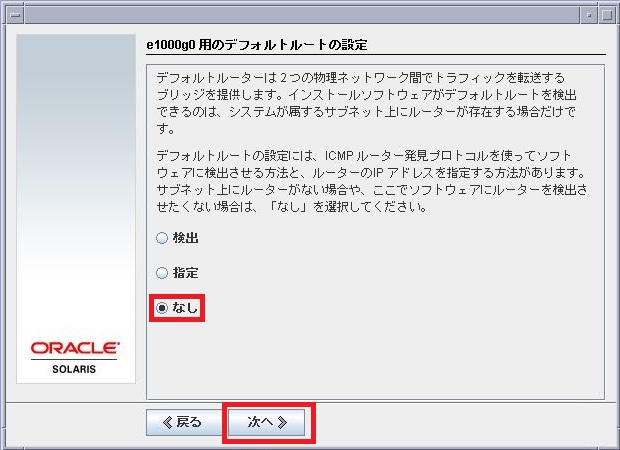 e1000g0 用のデフォルトルートの設定
デフォルトルーターは 2 つの物理ネットワーク間でトラフィックを転送する
ブリッジを提供します。インストールソフトウェアがデフォルトルートを検出
できるのは、システムが属するサブネット上にルーターが存在する場合だけで
す。
デフォルトルートの設定には、ICMP ルーター発見プロトコルを使ってソフト
ウェアに検出させる方法と、ルーターのIP アドレスを指定する方法があります。
サブネット上にルーターがない場合や、ここでソフトウェアにルーターを検出さ
せたくない場合は、「なし」を選択してください。
検出
指定
なし
ORACLE
SOLARIS
戻る
次へ